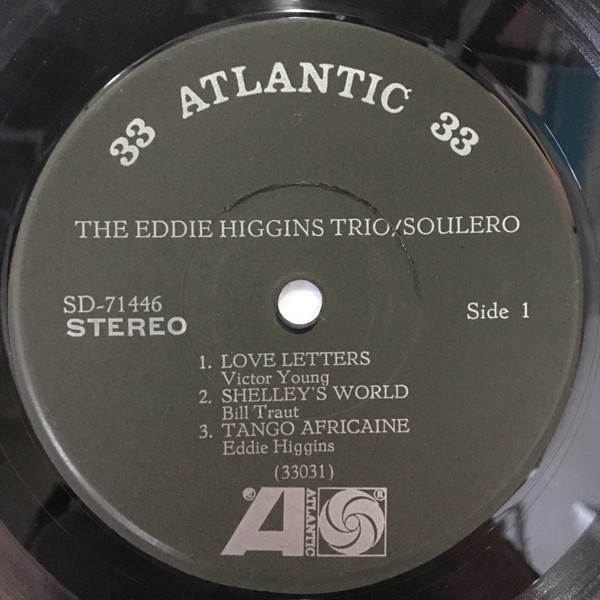 33 ATLANTIC 33
THE EDDIE HIGGINS TRIO/SOULERO
SD-71446
STEREO
Side 1
1. LOVE LETTERS
Victor Young
2. SHELLEY'S WORLD
Bill Traut
3. TANGO AFRICAINE
Eddie Higgins
(33031)
A
ATLANTIC
®